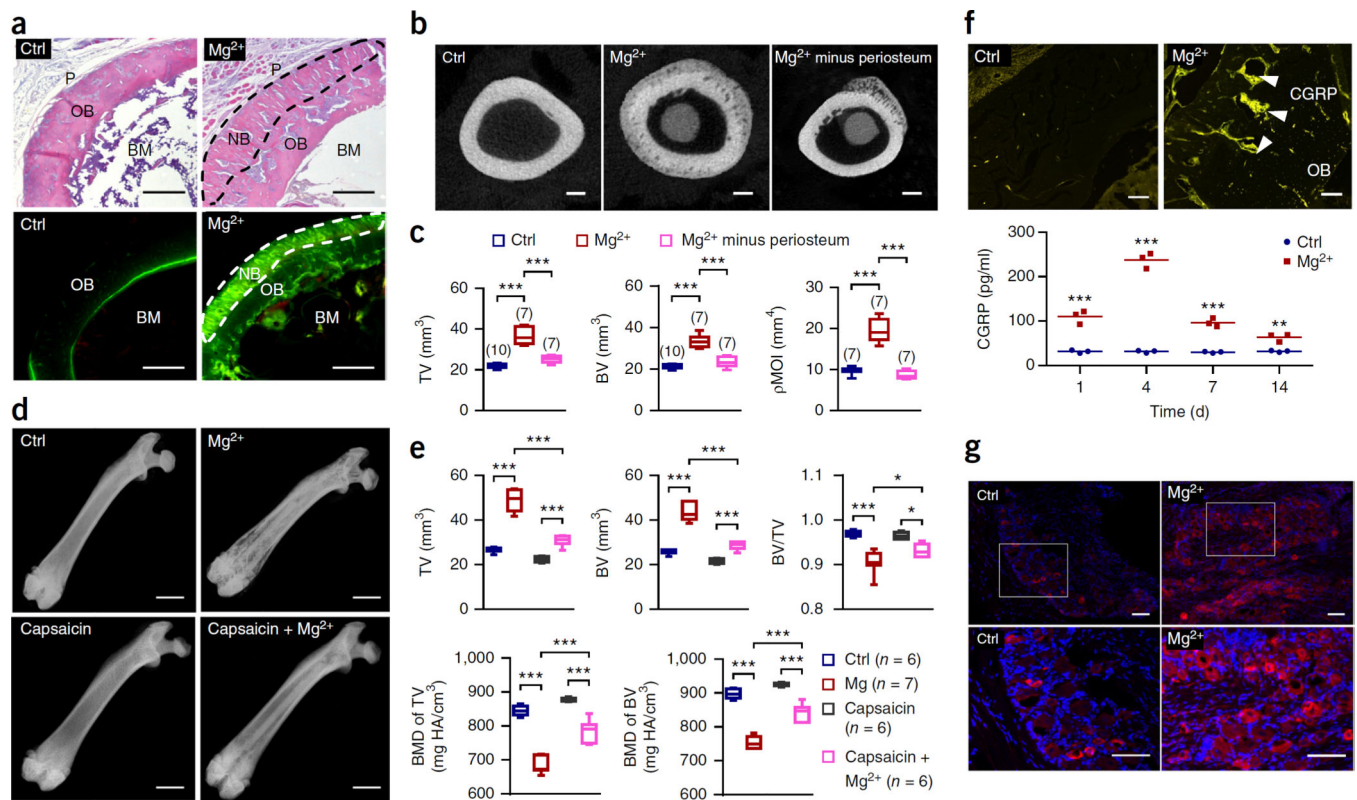 a
Ctrl
P
OB
BM
Mg²⁺
P
NB
OB
BM
Ctrl
OB
BM
Mg²⁺
NB
OB
BM
b
Ctrl
Mg²⁺
Mg²⁺ minus periosteum
c
Ctrl
Mg²⁺
Mg²⁺ minus periosteum
TV (mm³)
60
40
20
0
***
***
(10)
(7)
(7)
BV (mm³)
60
40
20
0
***
***
(10)
(7)
(7)
ρMOI (mm⁴)
40
30
20
10
0
***
***
(7)
(7)
(7)
d
Ctrl
Mg²⁺
Capsaicin
Capsaicin + Mg²⁺
e
TV (mm³)
60
40
20
0
***
***
***
BV (mm³)
60
40
20
0
***
***
***
BV/TV
1.1
1.0
0.9
0.8
***
*
*
BMD of TV
(mg HA/cm³)
1,000
900
800
700
600
***
***
***
BMD of BV
(mg HA/cm³)
1,000
900
800
700
600
***
***
***
Ctrl (n = 6)
Mg (n = 7)
Capsaicin
(n = 6)
Capsaicin +
Mg²⁺ (n = 6)
f
Ctrl
Mg²⁺
CGRP
OB
CGRP (pg/ml)
300
200
100
0
***
***
***
**
Ctrl
Mg²⁺
1 4 7 14
Time (d)
g
Ctrl
Mg²⁺
Ctrl
Mg²⁺